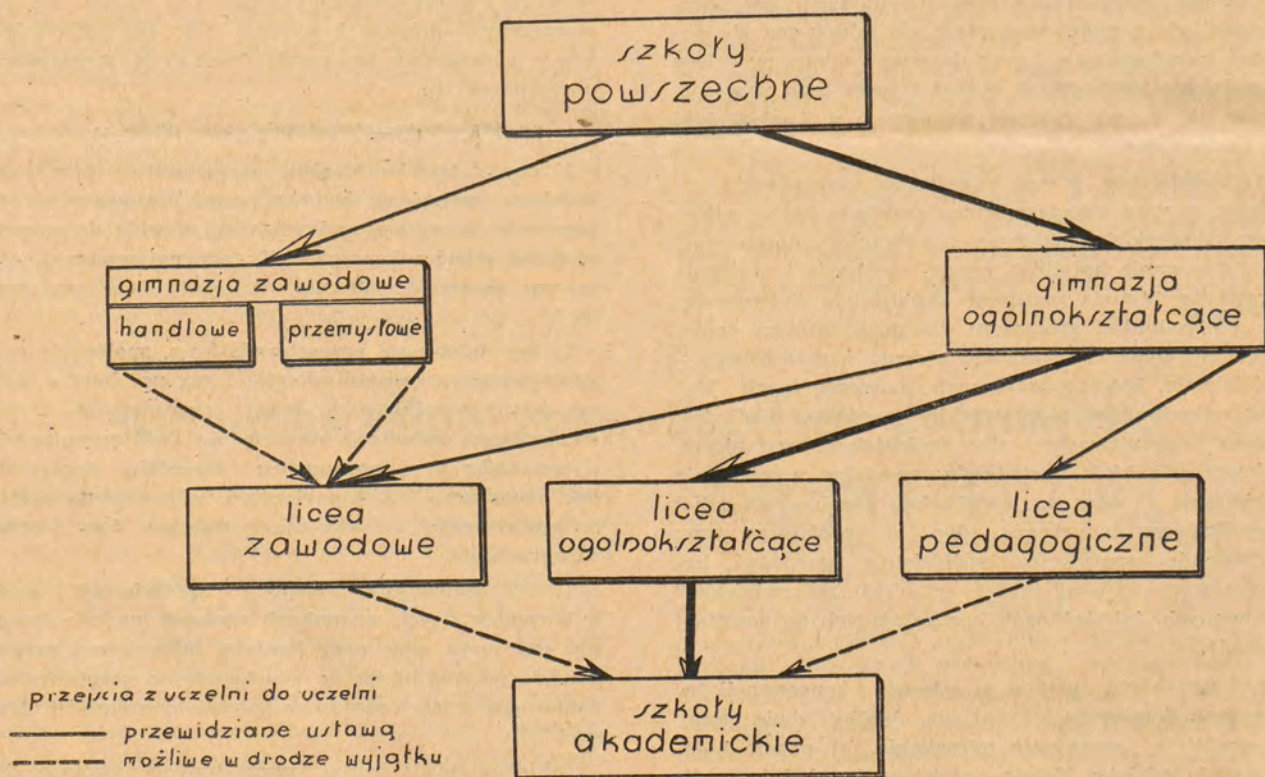 szkoły
powszechne
gimnazja zawodowe
handlowe
przemysłowe
gimnazja
ogólnokształcące
licea
zawodowe
licea
ogolnokształcące
licea
pedagogiczne
szkoły
akademickie
przejścia z uczelni do uczelni
przewidziane ustawą
możliwe w drodze wyjątku